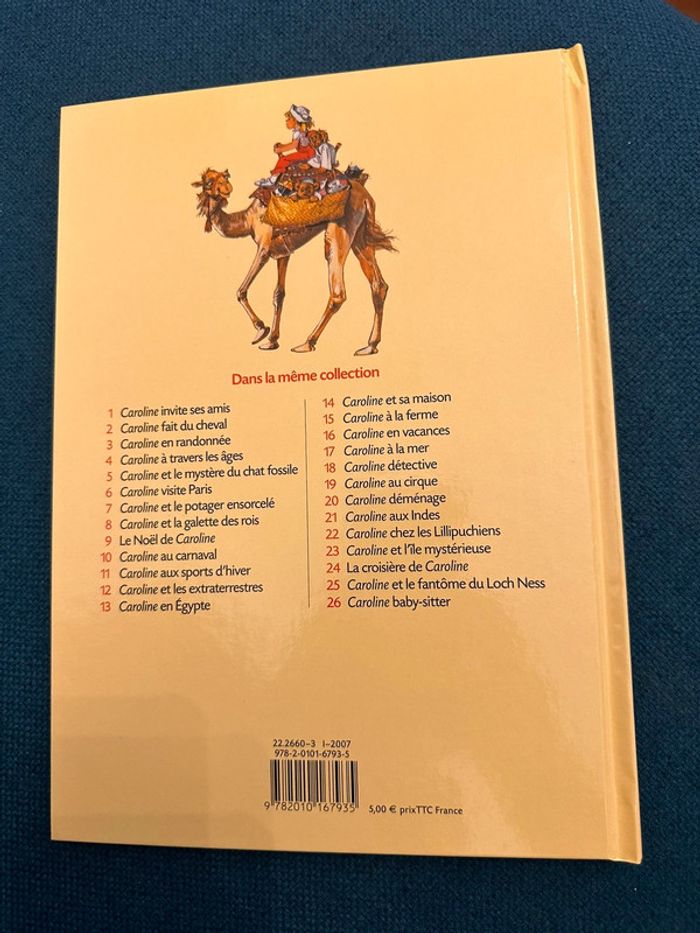 Dans la même collection
1 Caroline invite ses amis
2 Caroline fait du cheval
3 Caroline en randonnée
4 Caroline à travers les âges
5 Caroline et le mystère du chat fossile
6 Caroline visite Paris
7 Caroline et le potager ensorcelé
8 Caroline et la galette des rois
9 Le Noël de Caroline
10 Caroline au carnaval
11 Caroline aux sports d'hiver
12 Caroline et les extraterrestres
13 Caroline en Égypte
14 Caroline et sa maison
15 Caroline à la ferme
16 Caroline en vacances
17 Caroline à la mer
18 Caroline détective
19 Caroline au cirque
20 Caroline déménage
21 Caroline aux Indes
22 Caroline chez les Lillipuchiens
23 Caroline et l'île mystérieuse
24 La croisière de Caroline
25 Caroline et le fantôme du Loch Ness
26 Caroline baby-sitter
22.2660-3 I-2007
978-2-0101-6793-5
9 782010 167935
5,00 € prixTTC France